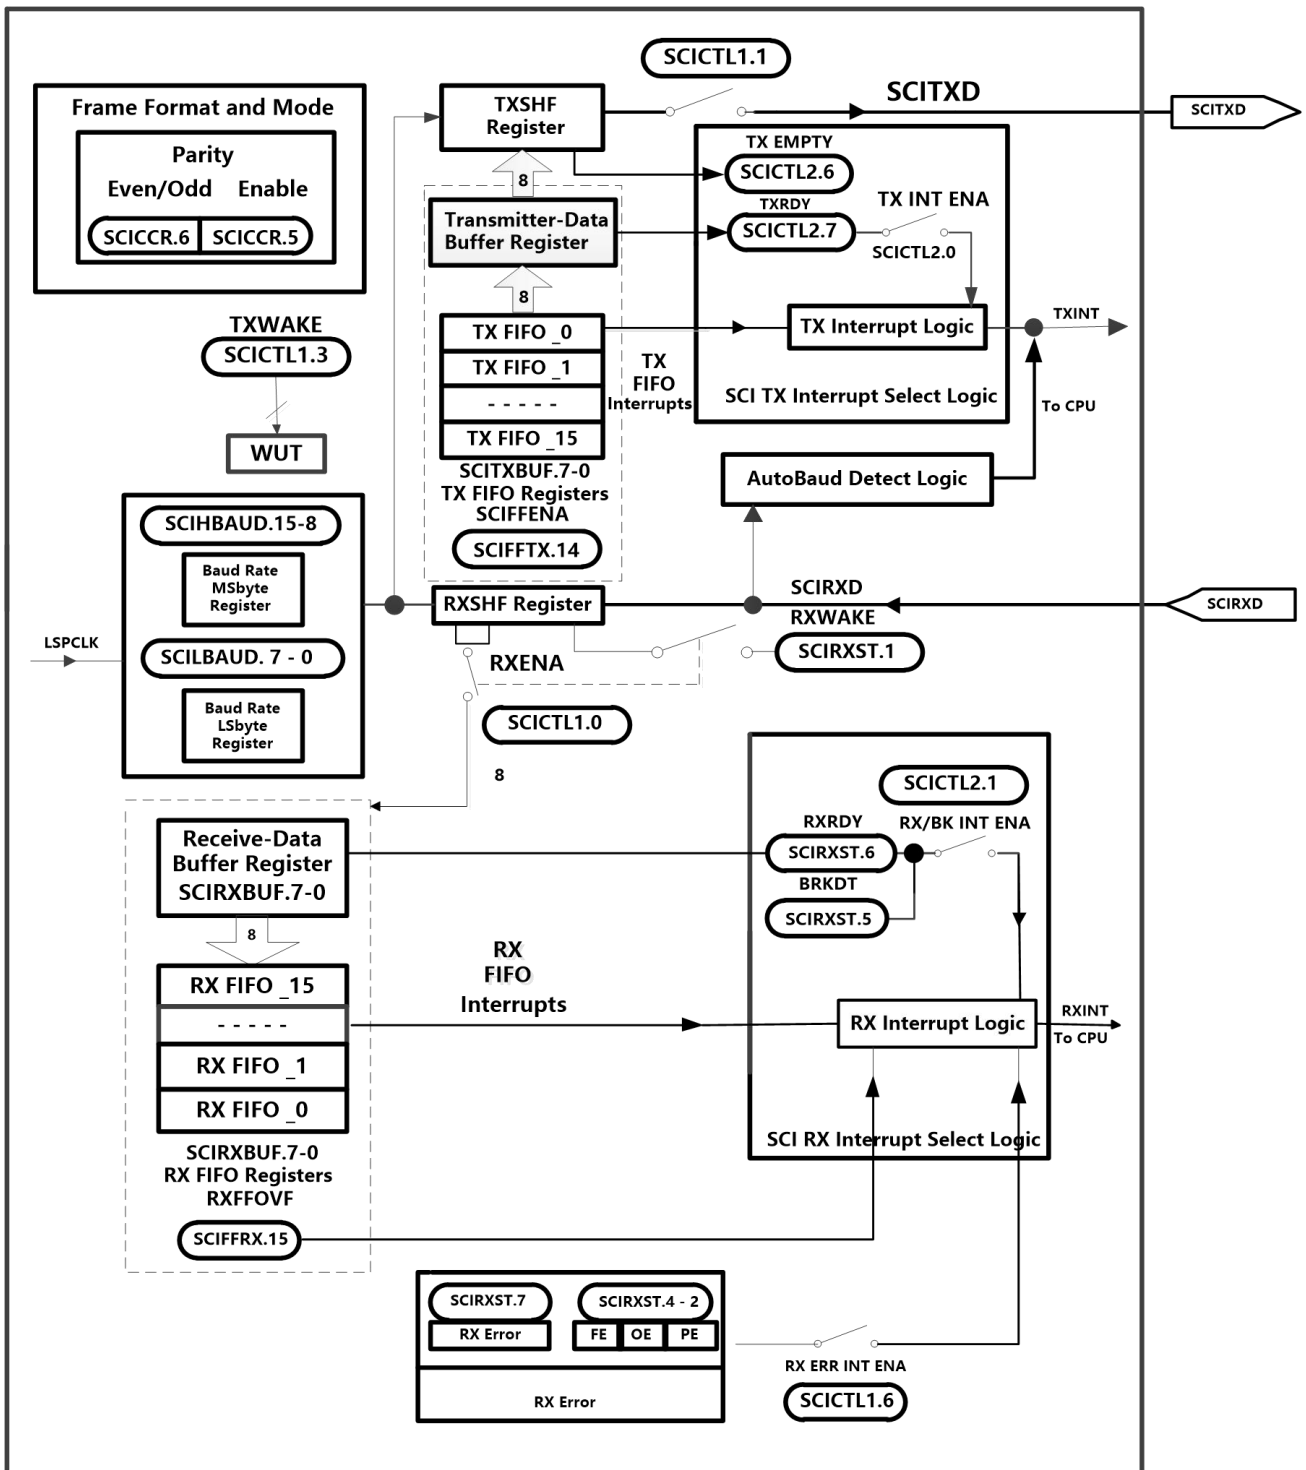 SCICTL1.1
Frame Format and Mode
Parity
Even/Odd Enable
SCICCR.6 SCICCR.5
TXSHF
Register
SCITXD
SCITXD
8
TX EMPTY
SCICTL2.6
Transmitter-Data
Buffer Register
TXRDY
SCICTL2.7
TX INT ENA
SCICTL2.0
8
TX FIFO _0
TX FIFO _1
- - - - -
TX FIFO _15
TX
FIFO
Interrupts
TX Interrupt Logic
SCI TX Interrupt Select Logic
TXINT
To CPU
TXWAKE
SCICTL1.3
WUT
SCITXBUF.7-0
TX FIFO Registers
SCIFFENA
SCIFFTX.14
AutoBaud Detect Logic
SCIHBAUD.15-8
Baud Rate
MSbyte
Register
LSPCLK
SCILBAUD. 7 - 0
Baud Rate
LSbyte
Register
RXSHF Register
SCIRXD
SCIRXD
RXWAKE
SCIRXST.1
RXENA
SCICTL1.0
8
Receive-Data
Buffer Register
SCIRXBUF.7-0
8
RX FIFO _15
- - - - -
RX FIFO _1
RX FIFO _0
SCIRXBUF.7-0
RX FIFO Registers
RXFFOVF
SCIFFRX.15
RX
FIFO
Interrupts
SCICTL2.1
RXRDY
RX/BK INT ENA
SCIRXST.6
BRKDT
SCIRXST.5
RX Interrupt Logic
RXINT
To CPU
SCI RX Interrupt Select Logic
SCIRXST.7
SCIRXST.4 - 2
RX Error
FE OE PE
RX Error
RX ERR INT ENA
SCICTL1.6